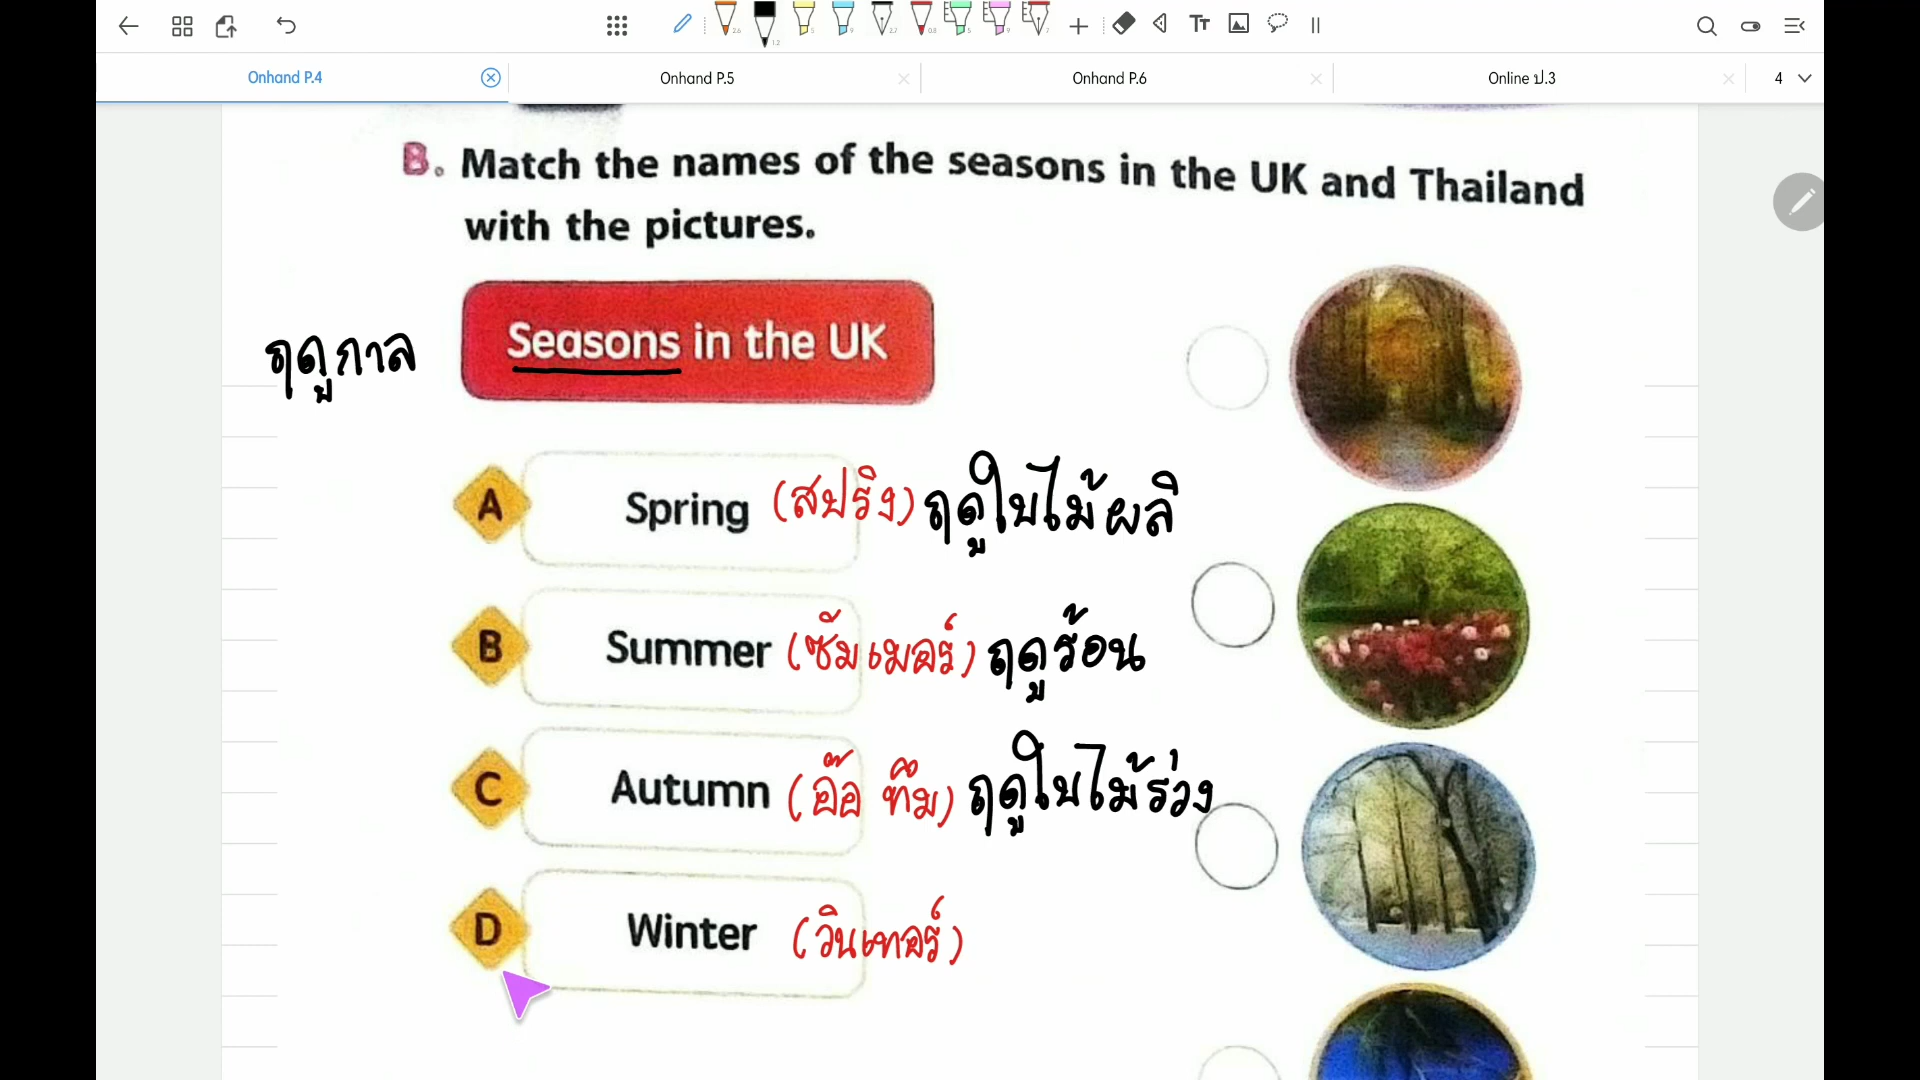 Onhand P.4
Onhand P.5
Onhand P.6
Online ป.3
4
B. Match the names of the seasons in the UK and Thailand
with the pictures.
ฤดูกาล
Seasons in the UK
A Spring (สปริง) ฤดูใบไม้ผลิ
B Summer (ซัมเมอร์) ฤดูร้อน
C Autumn (อ๊อ ทึม) ฤดูใบไม้ร่วง
D Winter (วินเทอร์)